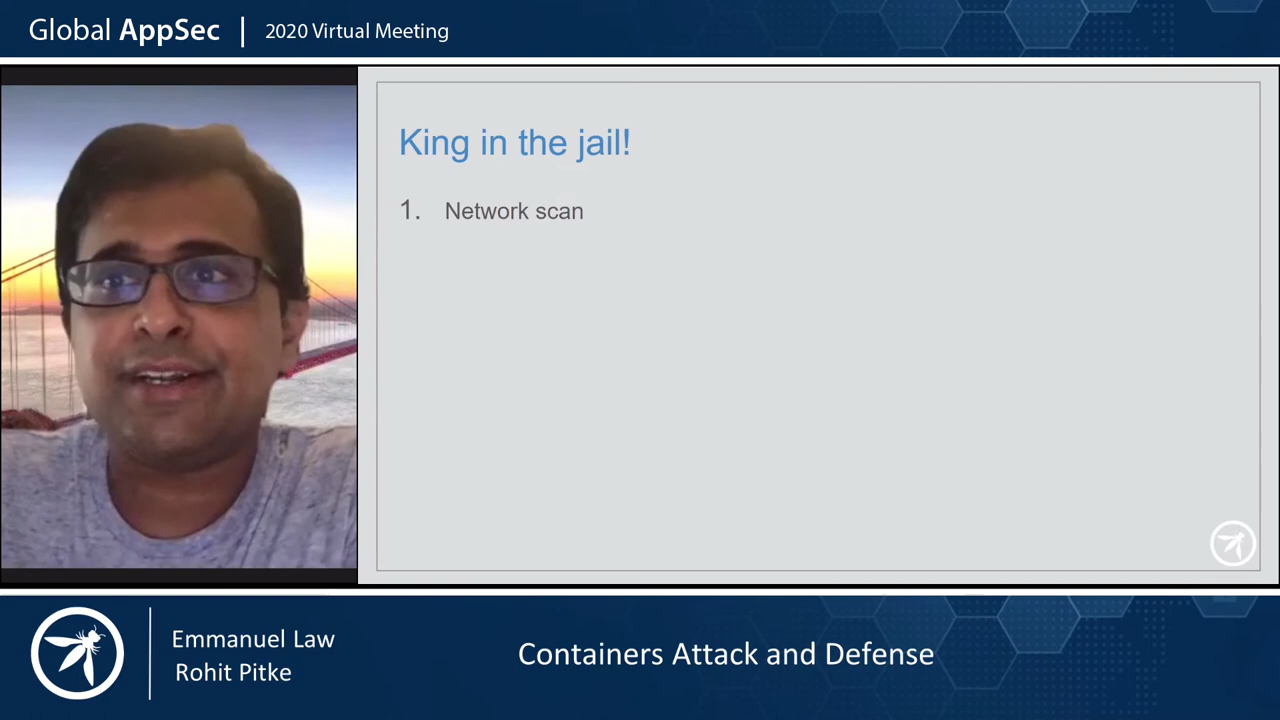 Global AppSec | 2020 Virtual Meeting
King in the jail!
1. Network scan
Emmanuel Law
Rohit Pitke
Containers Attack and Defense